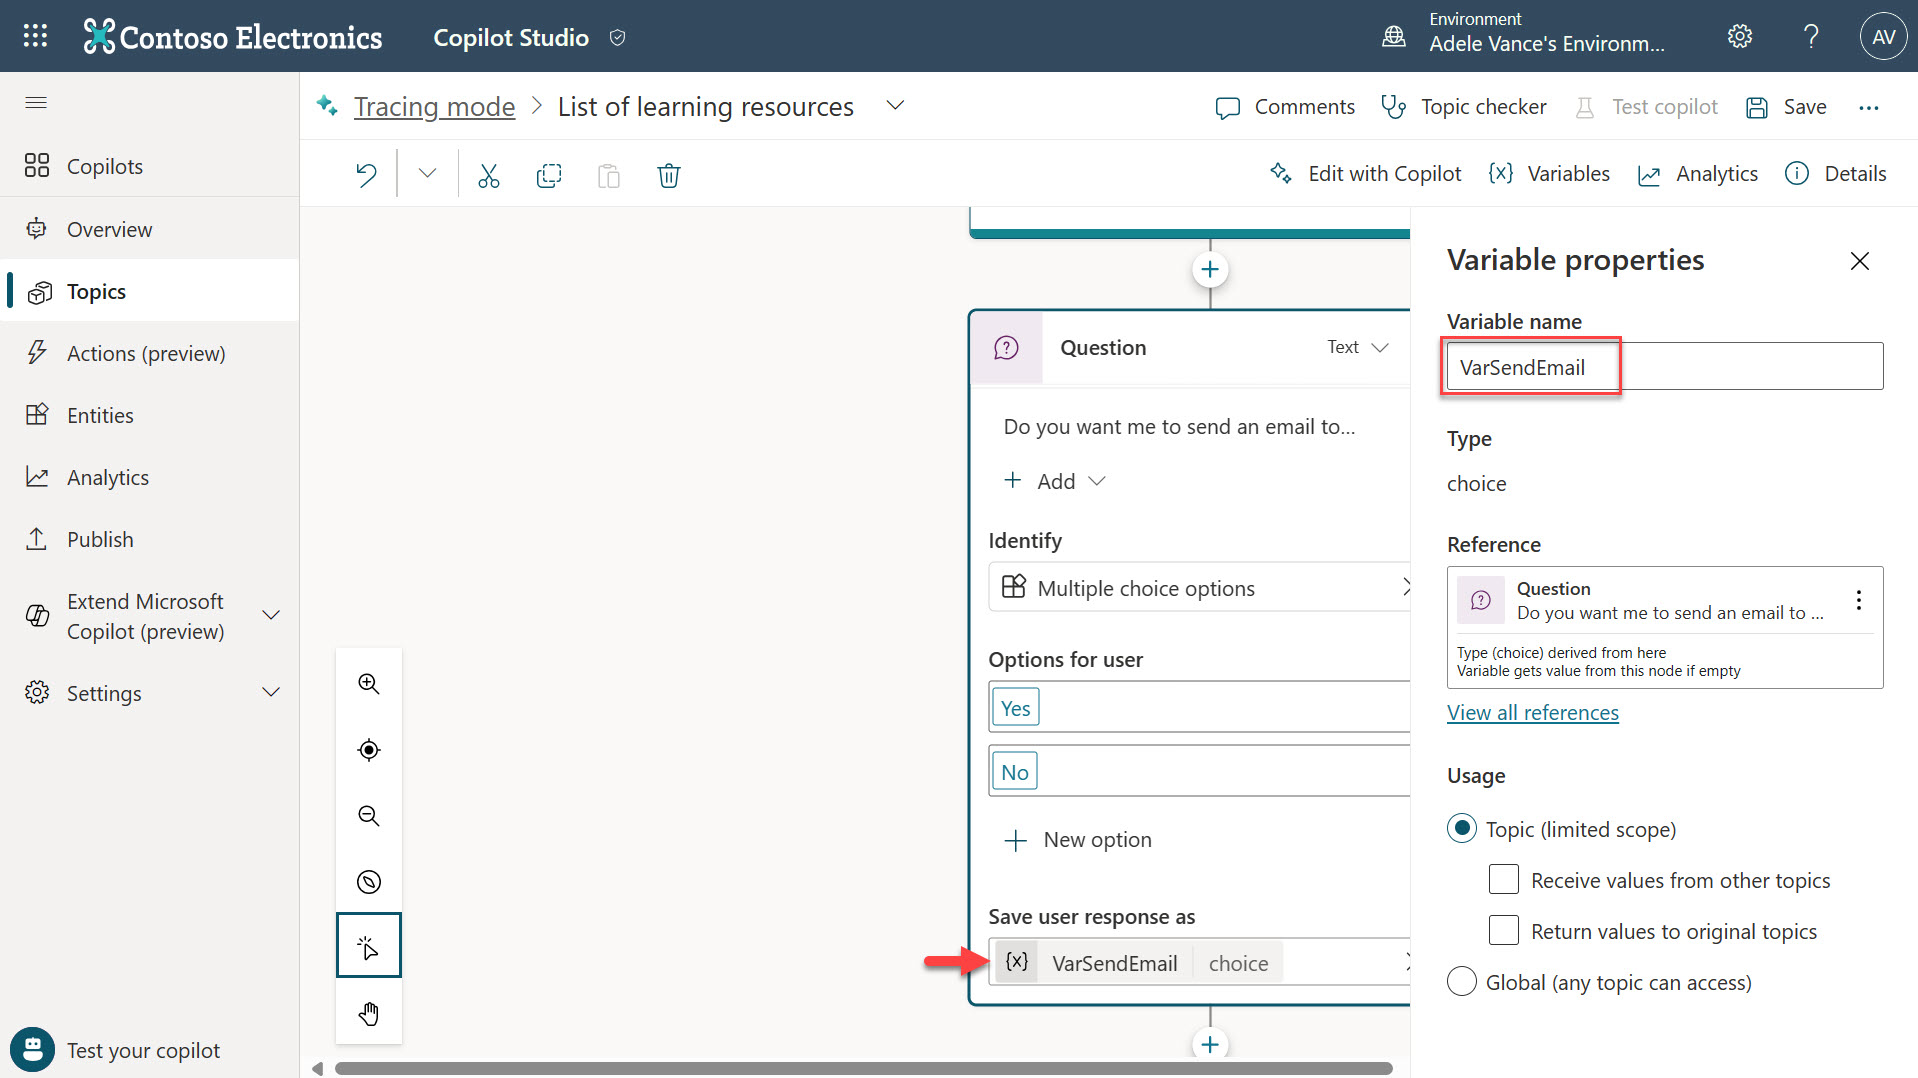 Contoso Electronics
Copilot Studio
Environment
Adele Vance's Environm...
AV
Tracing mode
List of learning resources
Comments
Topic checker
Test copilot
Save
Edit with Copilot
{x} Variables
Analytics
Details
Copilots
Overview
Topics
Actions (preview)
Entities
Analytics
Publish
Extend Microsoft
Copilot (preview)
Settings
Test your copilot
Question
Text
Do you want me to send an email to...
Add
Identify
Multiple choice options
Options for user
Yes
No
New option
Save user response as
{x} VarSendEmail choice
Variable properties
Variable name
VarSendEmail
Type
choice
Reference
Question
Do you want me to send an email to ...
Type (choice) derived from here
Variable gets value from this node if empty
View all references
Usage
Topic (limited scope)
Receive values from other topics
Return values to original topics
Global (any topic can access)